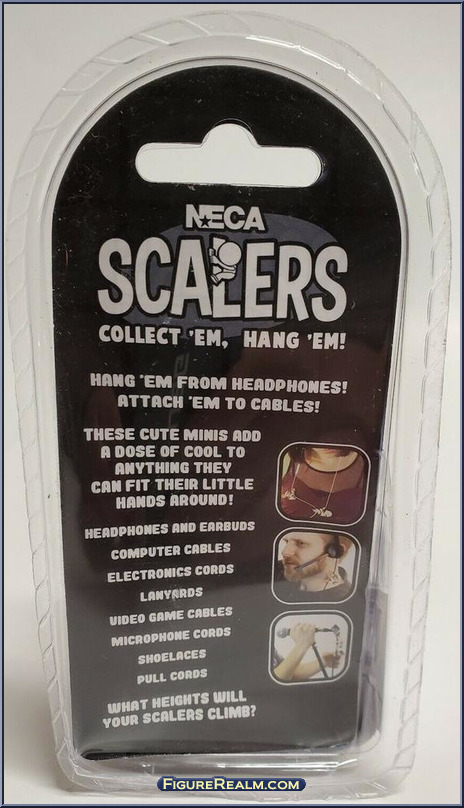 NECA
SCALERS
COLLECT 'EM, HANG 'EM!
HANG 'EM FROM HEADPHONES!
ATTACH 'EM TO CABLES!
THESE CUTE MINIS ADD
A DOSE OF COOL TO
ANYTHING THEY
CAN FIT THEIR LITTLE
HANDS AROUND!
HEADPHONES AND EARBUDS
COMPUTER CABLES
ELECTRONICS CORDS
LANYARDS
VIDEO GAME CABLES
MICROPHONE CORDS
SHOELACES
PULL CORDS
WHAT HEIGHTS WILL
YOUR SCALERS CLIMB?
FIGUREREALM.COM